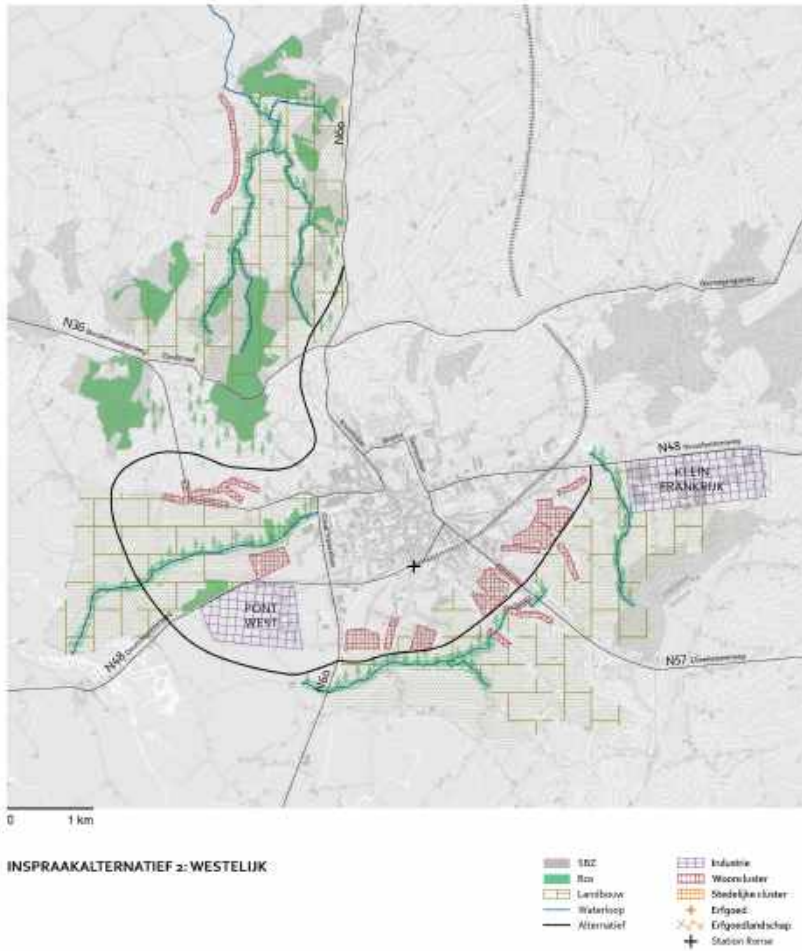 N60
N36
N48
KLEIN
FRANKRIJK
PONT
WEST
N48
N60
N57
0 1 km
INSPRAAKALTERNATIEF 2: WESTELIJK
SBZ
Bos
Landbouw
Waterloop
Alternatief
Industrie
Wooncluster
Stedelijke cluster
Erfgoed
Erfgoedlandschap
Station Ronse